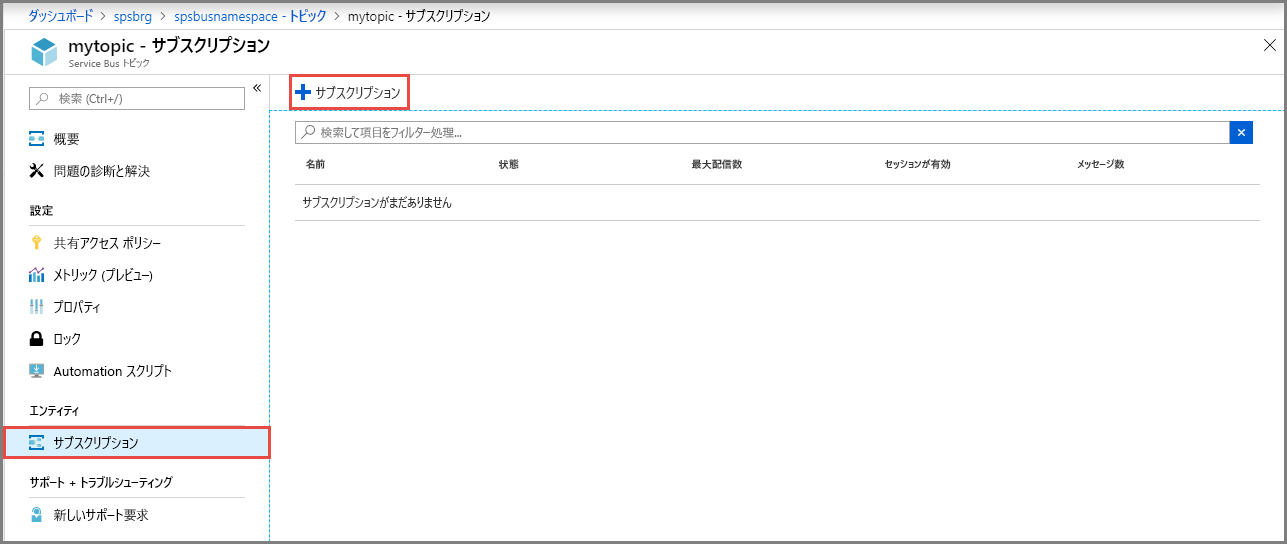 ダッシュボード > spsbrg > spsbusnamespace - トピック > mytopic - サブスクリプション
mytopic - サブスクリプション
Service Bus トピック
検索 (Ctrl+/)
概要
問題の診断と解決
設定
共有アクセス ポリシー
メトリック (プレビュー)
プロパティ
ロック
Automation スクリプト
エンティティ
サブスクリプション
サポート + トラブルシューティング
新しいサポート要求
サブスクリプション
検索して項目をフィルター処理...
名前 状態 最大配信数 セッションが有効 メッセージ数
サブスクリプションがまだありません